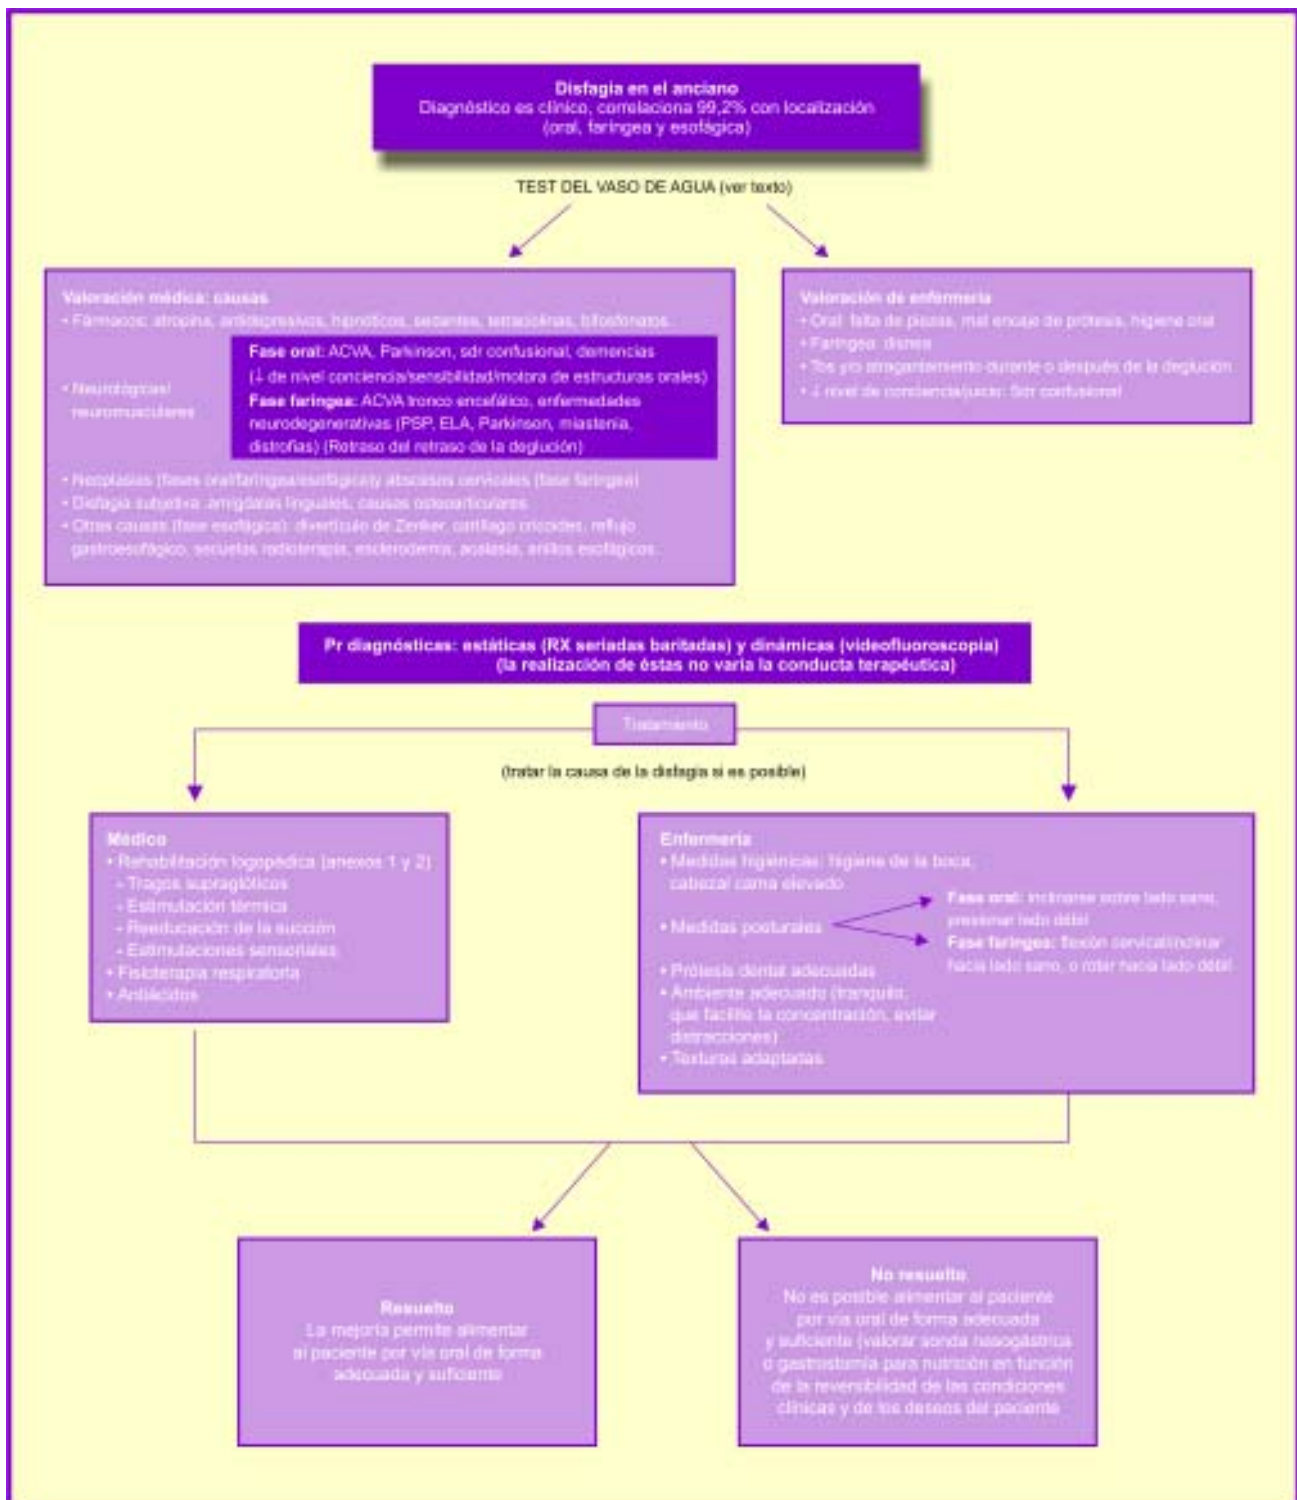 Disfagia en el anciano
Diagnóstico es clínico, correlaciona 99,2% con localización
(oral, faríngea y esofágica)
TEST DEL VASO DE AGUA (ver texto)
Valoración médica: causas
• Fármacos: atropina, antidepresivos, hipnóticos, sedantes, tetraciclinas, bifosfonatos.
• Neurológicas/
neuromusculares
Fase oral: ACVA, Parkinson, sdr confusional, demencias
(↓ de nivel conciencia/sensibilidad/motora de estructuras orales)
Fase faríngea: ACVA tronco encefálico, enfermedades
neurodegenerativas (PSP, ELA, Parkinson, miastenia,
distrofias) (Retraso del retraso de la deglución)
• Neoplasias (fases oral/faríngea/esofágica)y abscesos cervicales (fase faríngea)
• Disfagia subjetiva: amígdalas linguales, causas osteoarticulares
• Otras causas (fase esofágica): divertículo de Zenker, cartílago cricoides, reflujo
gastroesofágico, secuelas radioterapia, esclerodermia, acalasia, anillos esofágicos.
Valoración de enfermería
• Oral: falta de piezas, mal encaje de prótesis, higiene oral
• Faríngea: disnea
• Tos y/o atragantamiento durante o después de la deglución
• ↓ nivel de conciencia/juicio: Sdr confusional
Pr diagnósticas: estáticas (RX seriadas baritadas) y dinámicas (videofluoroscopia)
(la realización de éstas no varia la conducta terapéutica)
Tratamiento
(tratar la causa de la disfagia si es posible)
Médico
• Rehabilitación logopédica (anexos 1 y 2)
- Tragos supraglóticos
- Estimulación térmica
- Reeducación de la succión
- Estimulaciones sensoriales
• Fisioterapia respiratoria
• Antiácidos
Enfermería
• Medidas higiénicas: higiene de la boca,
cabezal cama elevado
• Medidas posturales
Fase oral: inclinarse sobre lado sano,
presionar lado débil
Fase faríngea: flexión cervical/inclinar
hacia lado sano, o rotar hacia lado débil
• Prótesis dental adecuadas
• Ambiente adecuado (tranquilo,
que facilite la concentración, evitar
distracciones)
• Texturas adaptadas
Resuelto
La mejoría permite alimentar
al paciente por vía oral de forma
adecuada y suficiente
No resuelto
No es posible alimentar al paciente
por vía oral de forma adecuada
y suficiente (valorar sonda nasogástrica
o gastrostomía para nutrición en función
de la reversibilidad de las condiciones
clínicas y de los deseos del paciente